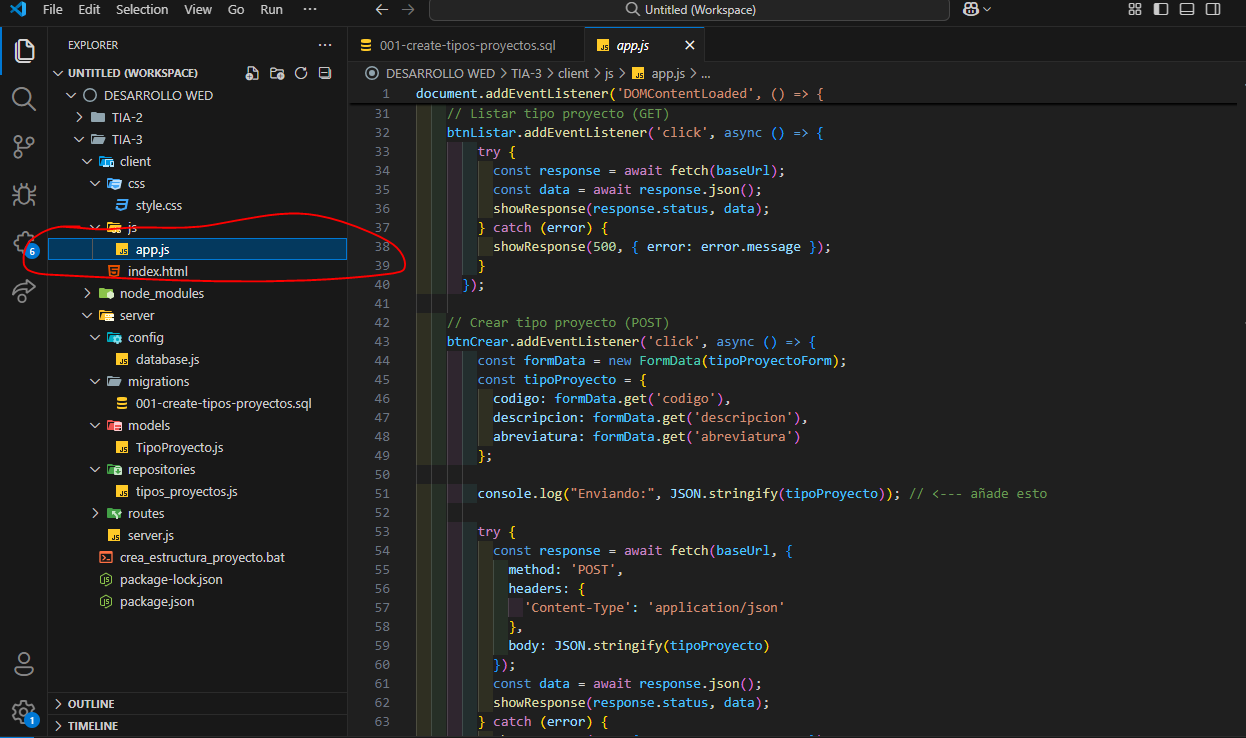 File Edit Selection View Go Run ··· Untitled (Workspace)
EXPLORER ···
UNTITLED (WORKSPACE)
DESARROLLO WED
TIA-2
TIA-3
client
css
style.css
js
app.js
index.html
node_modules
server
config
database.js
migrations
001-create-tipos-proyectos.sql
models
TipoProyecto.js
repositories
tipos_proyectos.js
routes
server.js
crea_estructura_proyecto.bat
package-lock.json
package.json
OUTLINE
TIMELINE
6
1
001-create-tipos-proyectos.sql
JS app.js ×
DESARROLLO WED > TIA-3 > client > js > JS app.js > ...
1 document.addEventListener('DOMContentLoaded', () => {
31 // Listar tipo proyecto (GET)
32 btnListar.addEventListener('click', async () => {
33 try {
34 const response = await fetch(baseUrl);
35 const data = await response.json();
36 showResponse(response.status, data);
37 } catch (error) {
38 showResponse(500, { error: error.message });
39 }
40 });
41
42 // Crear tipo proyecto (POST)
43 btnCrear.addEventListener('click', async () => {
44 const formData = new FormData(tipoProyectoForm);
45 const tipoProyecto = {
46 codigo: formData.get('codigo'),
47 descripcion: formData.get('descripcion'),
48 abreviatura: formData.get('abreviatura')
49 };
50
51 console.log("Enviando:", JSON.stringify(tipoProyecto)); // <--- añade esto
52
53 try {
54 const response = await fetch(baseUrl, {
55 method: 'POST',
56 headers: {
57 'Content-Type': 'application/json'
58 },
59 body: JSON.stringify(tipoProyecto)
60 });
61 const data = await response.json();
62 showResponse(response.status, data);
63 } catch (error) {